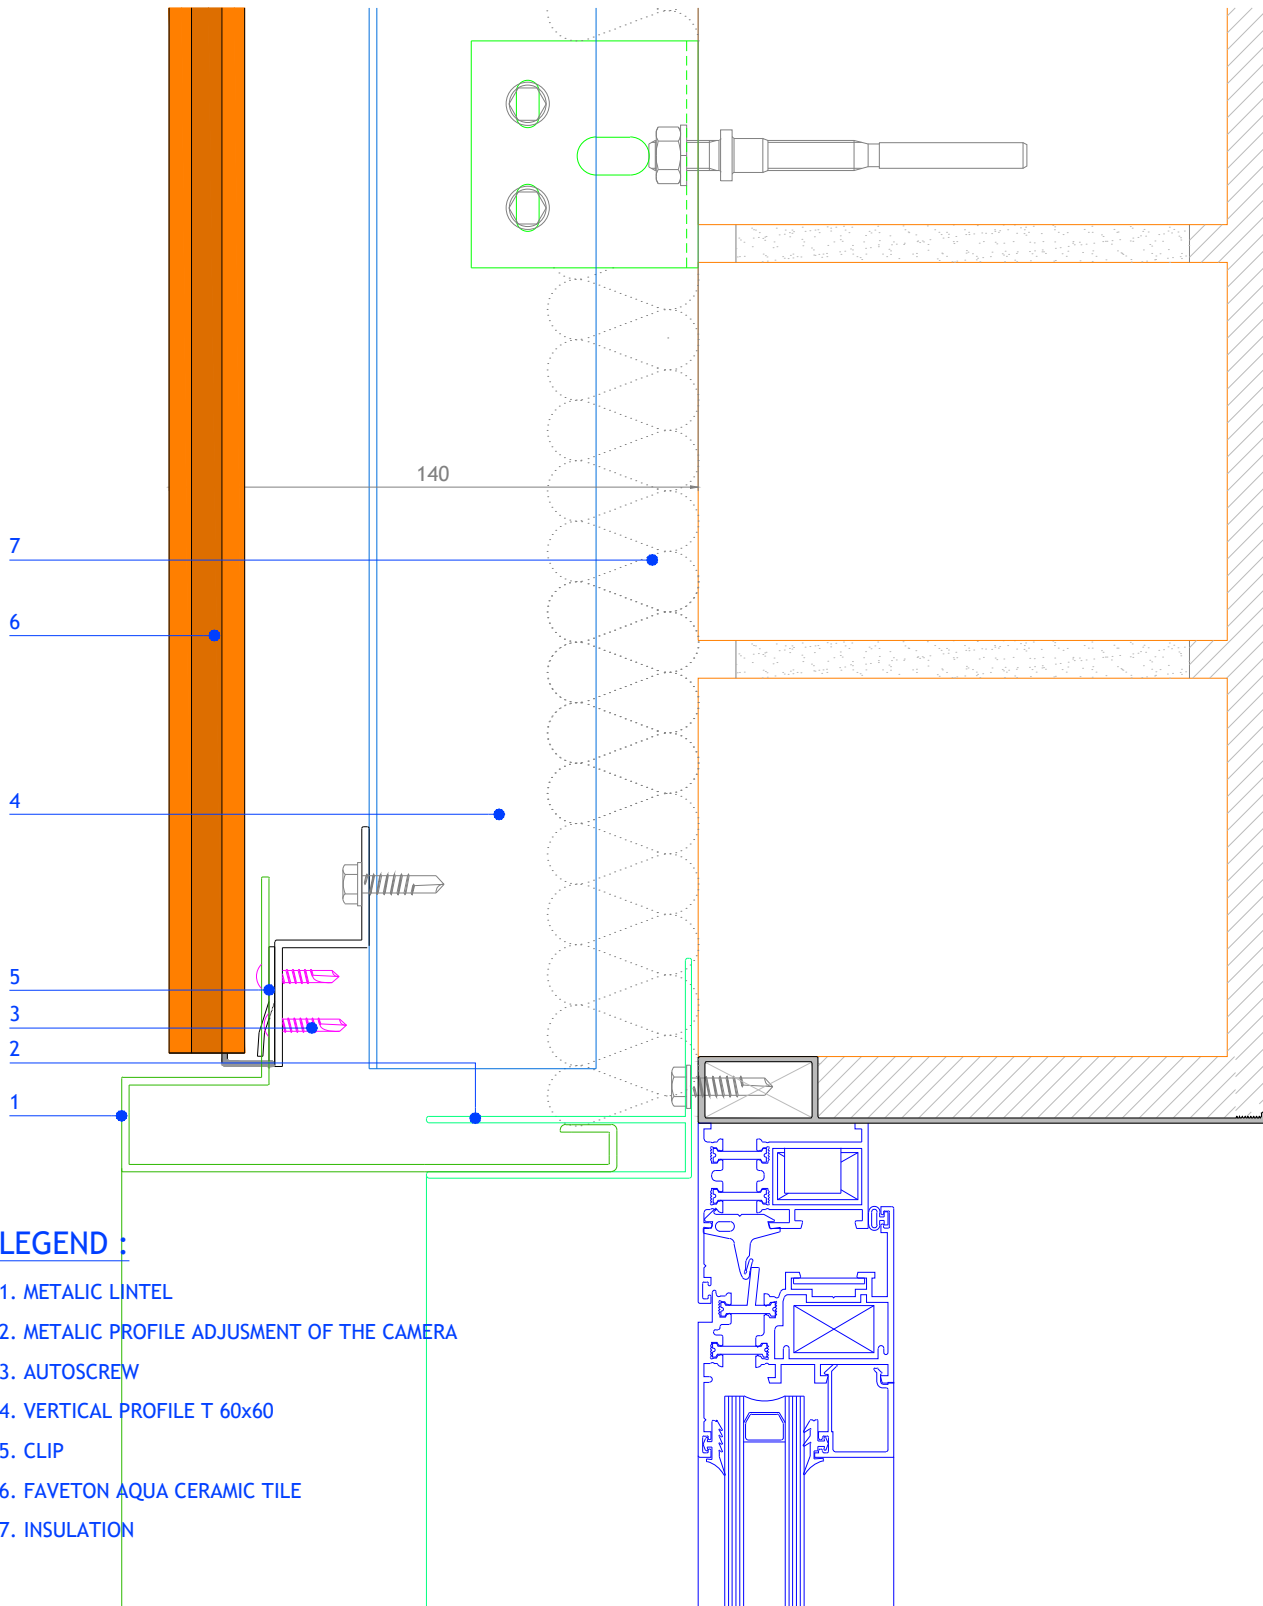 140
7
6
4
5
3
2
1
LEGEND :
1. METALIC LINTEL
2. METALIC PROFILE ADJUSMENT OF THE CAMERA
3. AUTOSCREW
4. VERTICAL PROFILE T 60x60
5. CLIP
6. FAVETON AQUA CERAMIC TILE
7. INSULATION